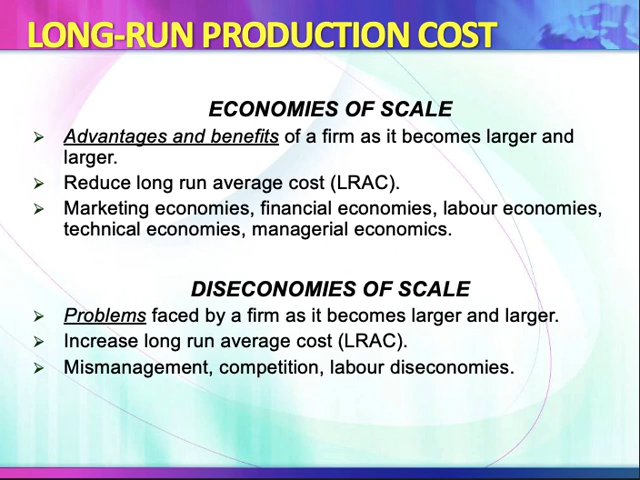 LONG-RUN PRODUCTION COST
ECONOMIES OF SCALE
Advantages and benefits of a firm as it becomes larger and
larger.
Reduce long run average cost (LRAC).
Marketing economies, financial economies, labour economies,
technical economies, managerial economics.
DISECONOMIES OF SCALE
Problems faced by a firm as it becomes larger and larger.
Increase long run average cost (LRAC).
Mismanagement, competition, labour diseconomies.